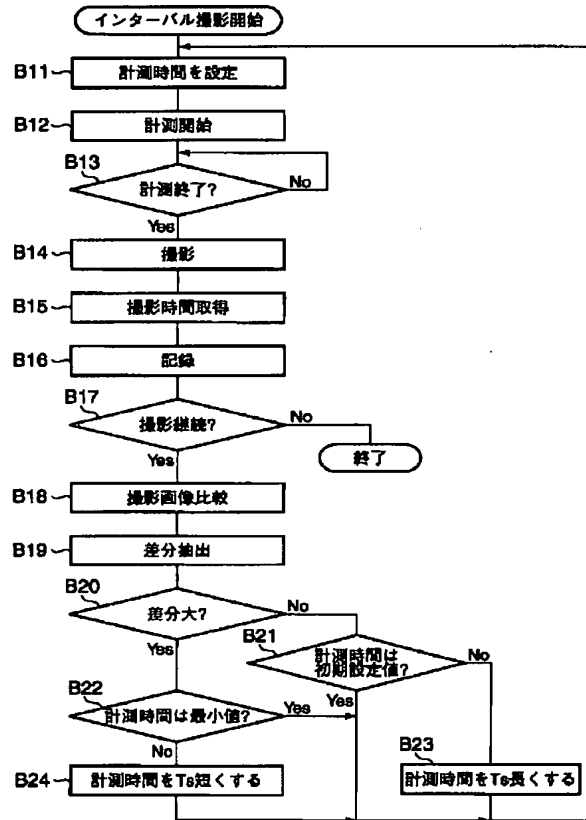 インターバル撮影開始
B11 計測時間を設定
B12 計測開始
B13 計測終了?
No
Yes
B14 撮影
B15 撮影時間取得
B16 記録
B17 撮影継続?
No
終了
Yes
B18 撮影画像比較
B19 差分抽出
B20 差分大?
No
Yes
B21 計測時間は
初期設定値?
No
Yes
B22 計測時間は最小値?
Yes
No
B23 計測時間をTs長くする
B24 計測時間をTs短くする